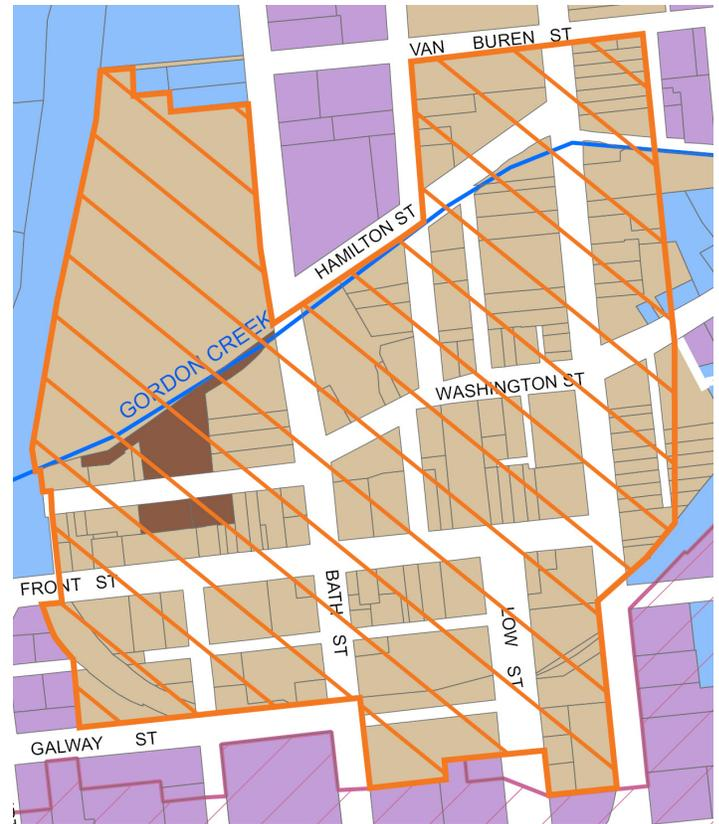 VAN BUREN ST
HAMILTON ST
GORDON CREEK
WASHINGTON ST
FRONT ST
BATH ST
LOW ST
GALWAY ST